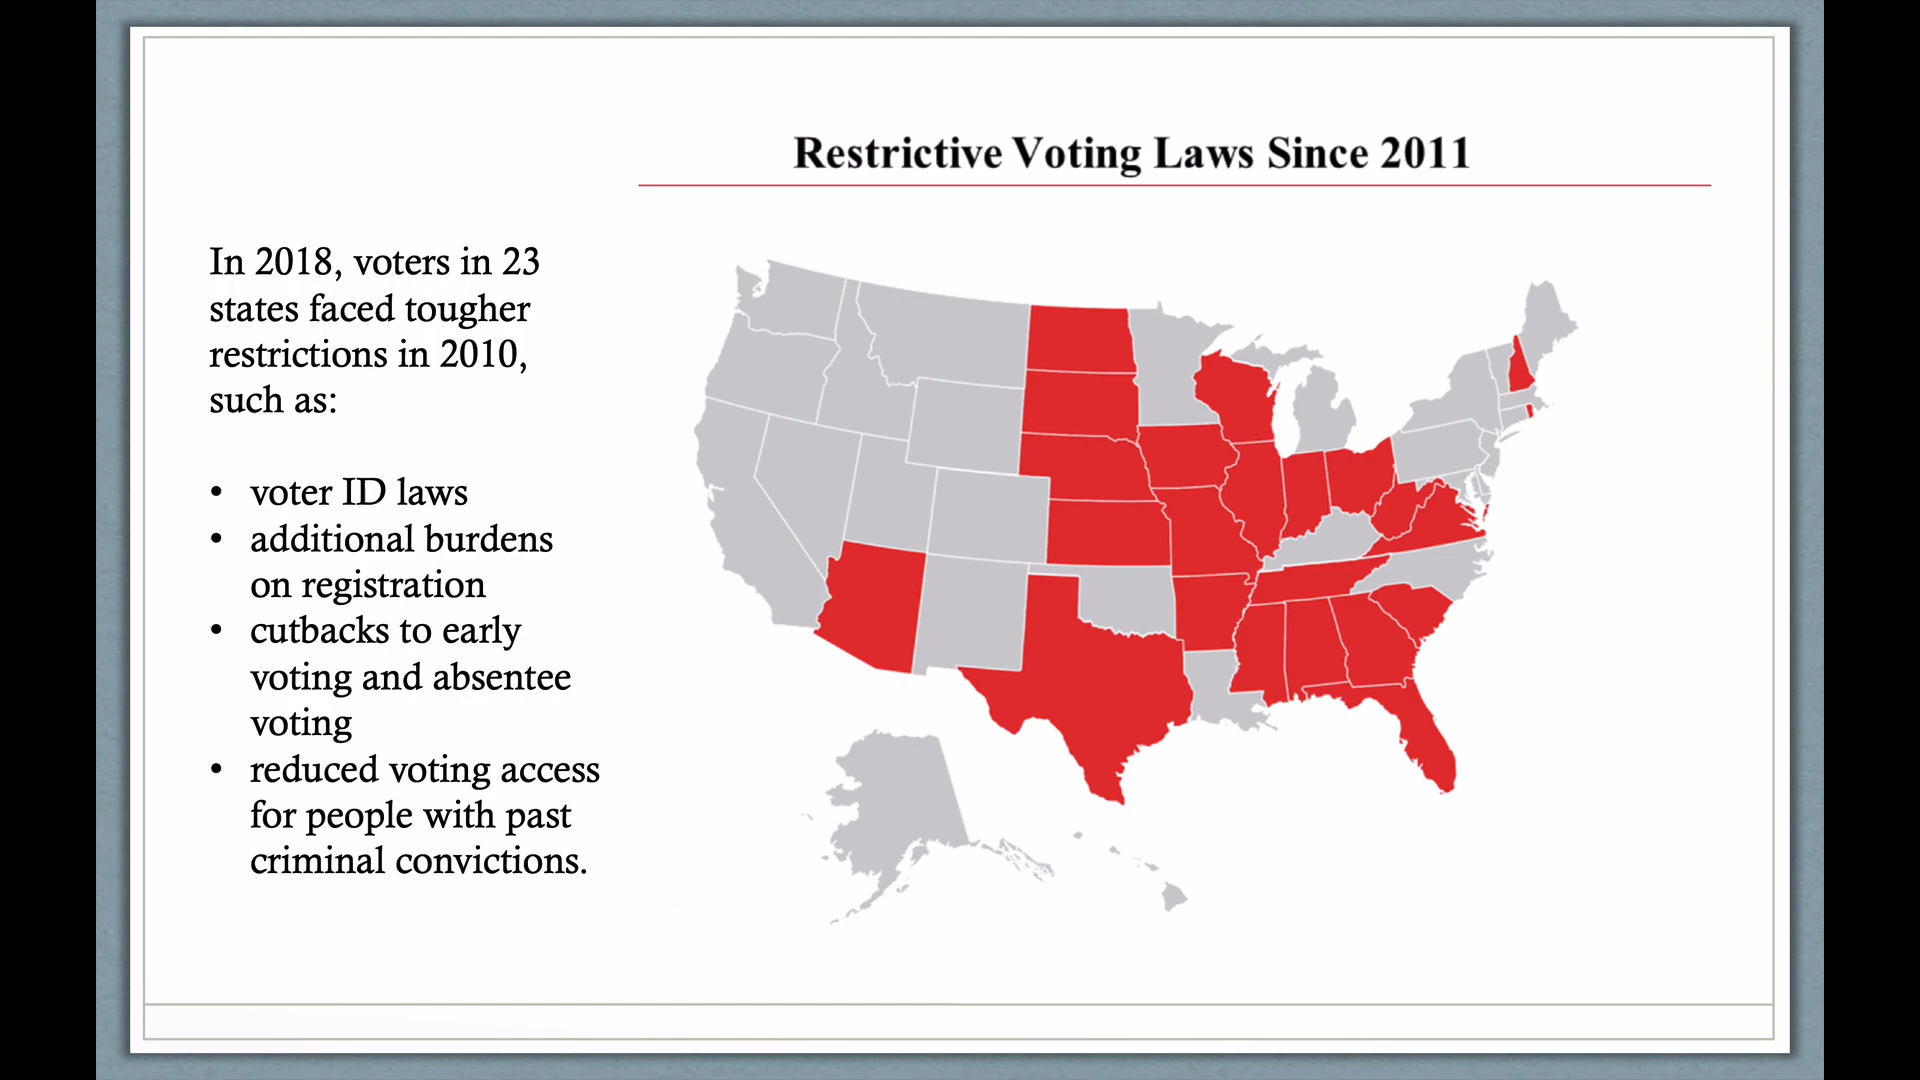 Restrictive Voting Laws Since 2011
In 2018, voters in 23
states faced tougher
restrictions in 2010,
such as:
• voter ID laws
• additional burdens
on registration
• cutbacks to early
voting and absentee
voting
• reduced voting access
for people with past
criminal convictions.